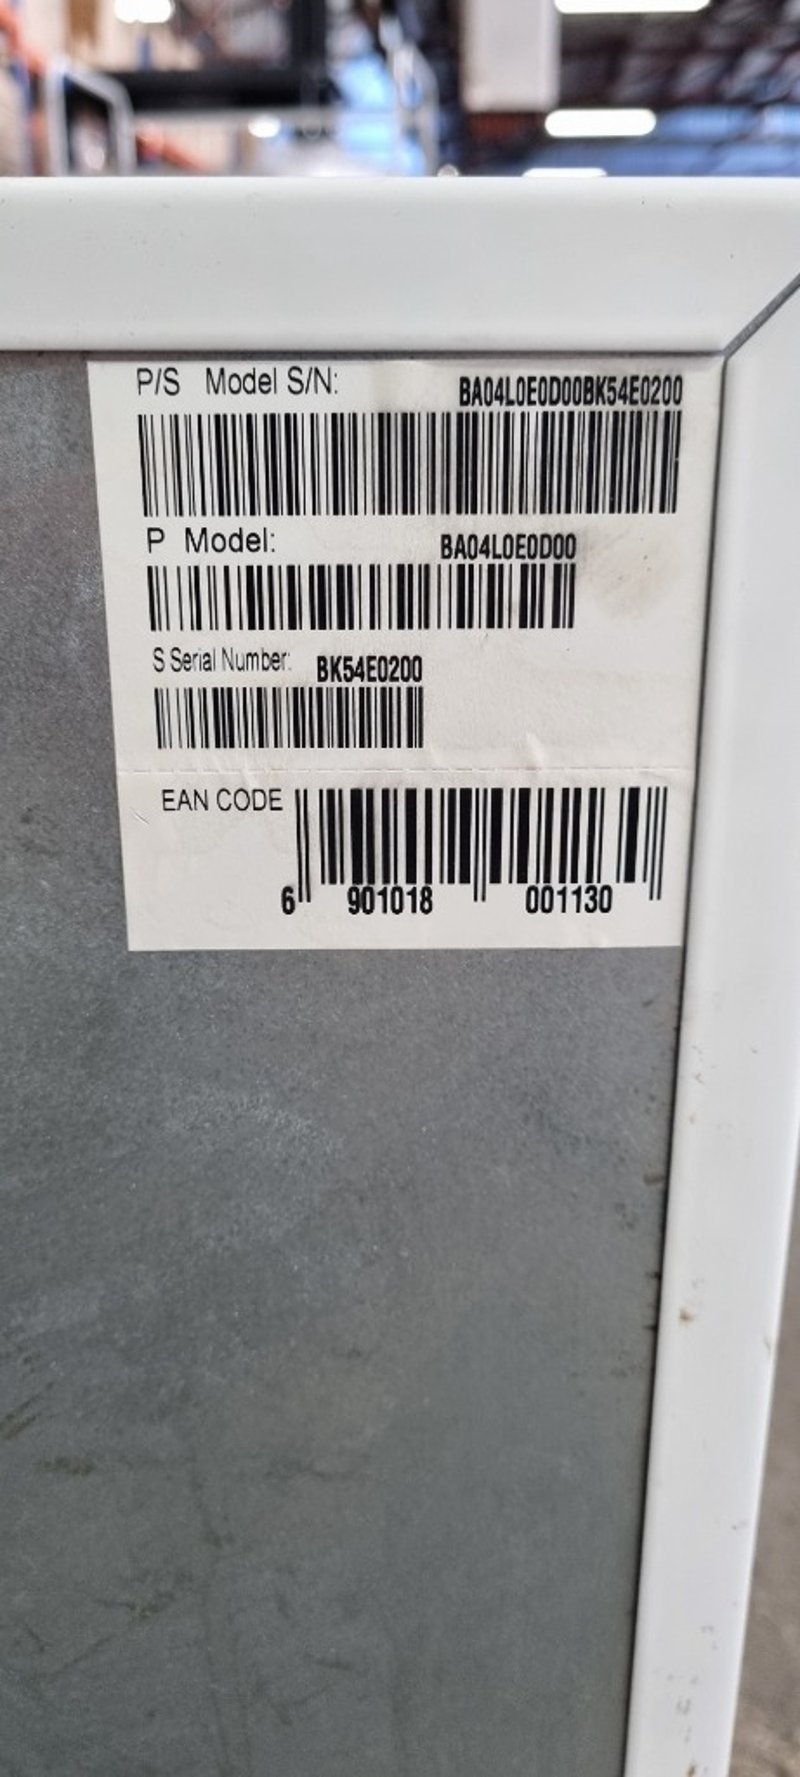 P/S Model S/N: BA04L0E0D00BK54E0200
P Model: BA04L0E0D00
S Serial Number: BK54E0200
EAN CODE
6 901018 001130